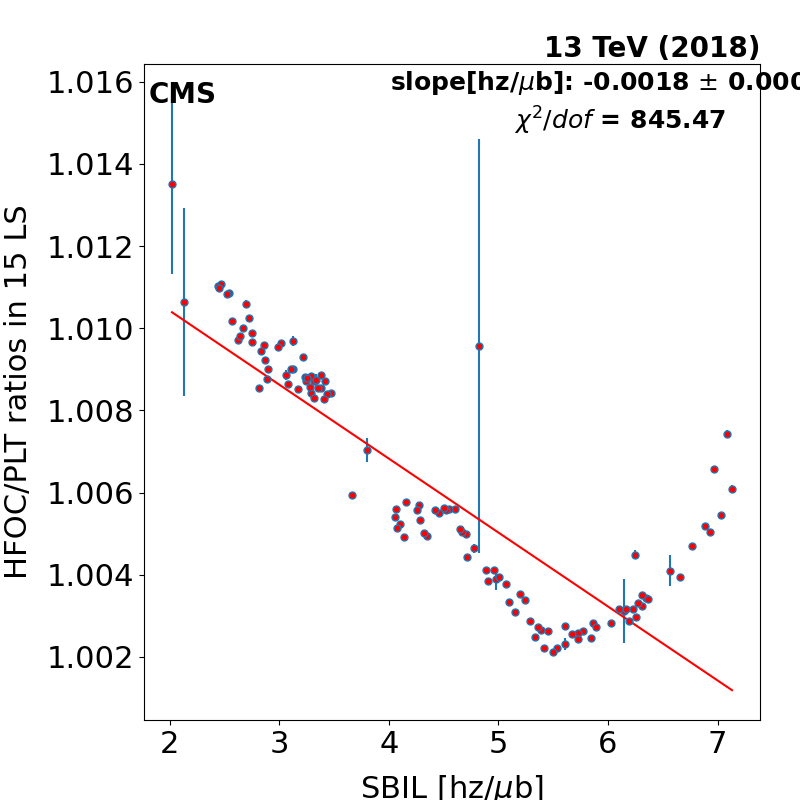 13 TeV (2018)
CMS
slope[hz/μb]: -0.0018 ± 0.000
χ²/dof = 845.47
HFOC/PLT ratios in 15 LS
1.016
1.014
1.012
1.010
1.008
1.006
1.004
1.002
2 3 4 5 6 7
SBIL [hz/μb]